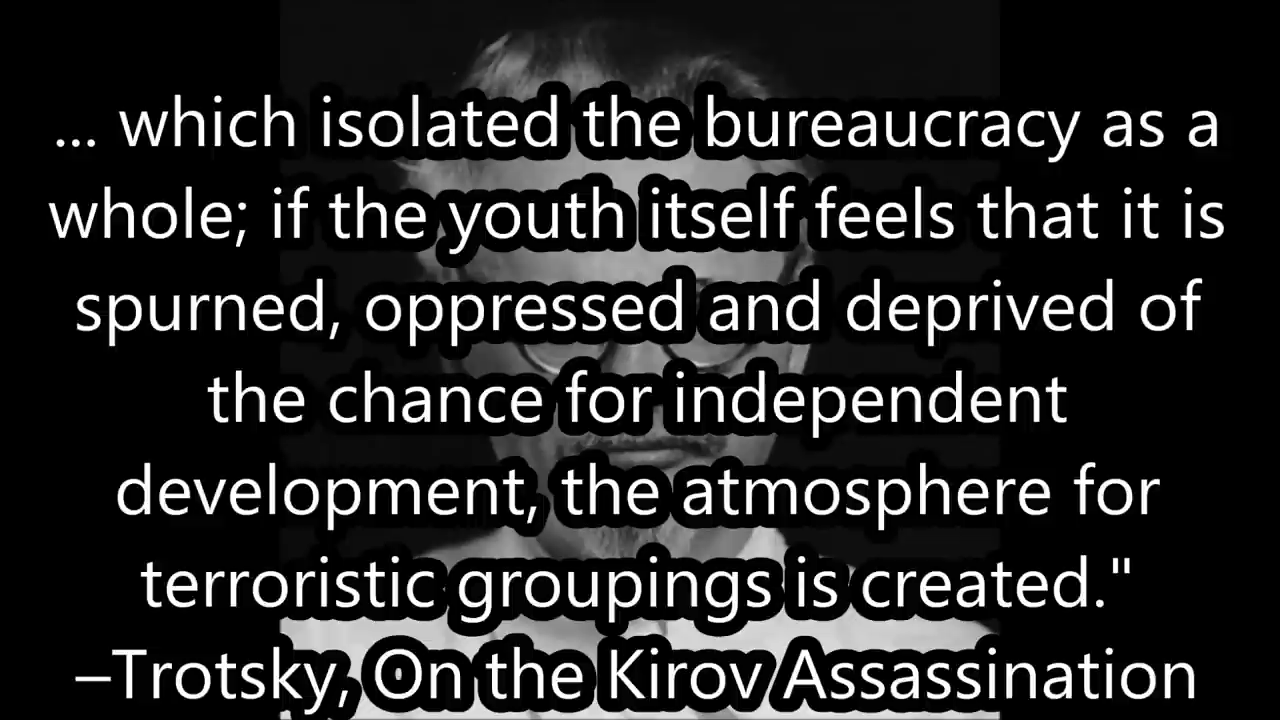 ... which isolated the bureaucracy as a
whole; if the youth itself feels that it is
spurned, oppressed and deprived of
the chance for independent
development, the atmosphere for
terroristic groupings is created."
–Trotsky, On the Kirov Assassination